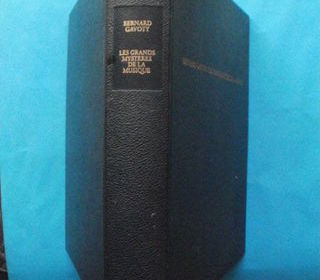 BERNARD
GAVOTY
LES GRANDS
MYSTÈRES
DE LA
MUSIQUE